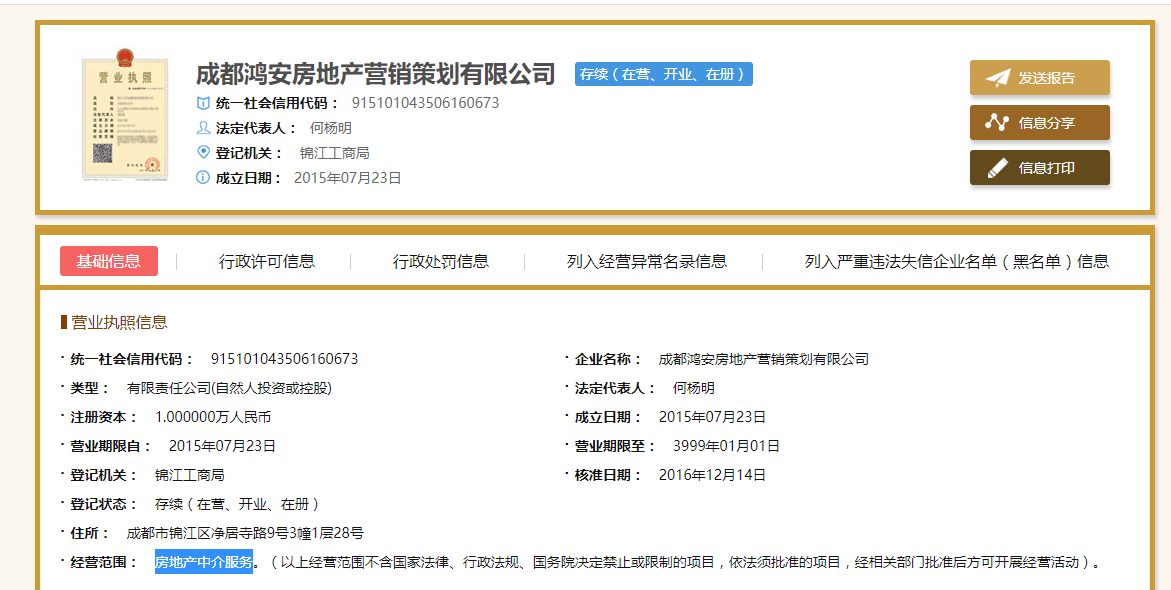 营业执照
成都鸿安房地产营销策划有限公司 存续（在营、开业、在册）
统一社会信用代码： 915101043506160673
法定代表人： 何杨明
登记机关： 锦江工商局
成立日期： 2015年07月23日
发送报告
信息分享
信息打印
基础信息 行政许可信息 行政处罚信息 列入经营异常名录信息 列入严重违法失信企业名单（黑名单）信息
营业执照信息
· 统一社会信用代码： 915101043506160673 · 企业名称： 成都鸿安房地产营销策划有限公司
· 类型： 有限责任公司(自然人投资或控股) · 法定代表人： 何杨明
· 注册资本： 1.000000万人民币 · 成立日期： 2015年07月23日
· 营业期限自： 2015年07月23日 · 营业期限至： 3999年01月01日
· 登记机关： 锦江工商局 · 核准日期： 2016年12月14日
· 登记状态： 存续（在营、开业、在册）
· 住所： 成都市锦江区净居寺路9号3幢1层28号
· 经营范围： 房地产中介服务。（以上经营范围不含国家法律、行政法规、国务院决定禁止或限制的项目，依法须批准的项目，经相关部门批准后方可开展经营活动）。